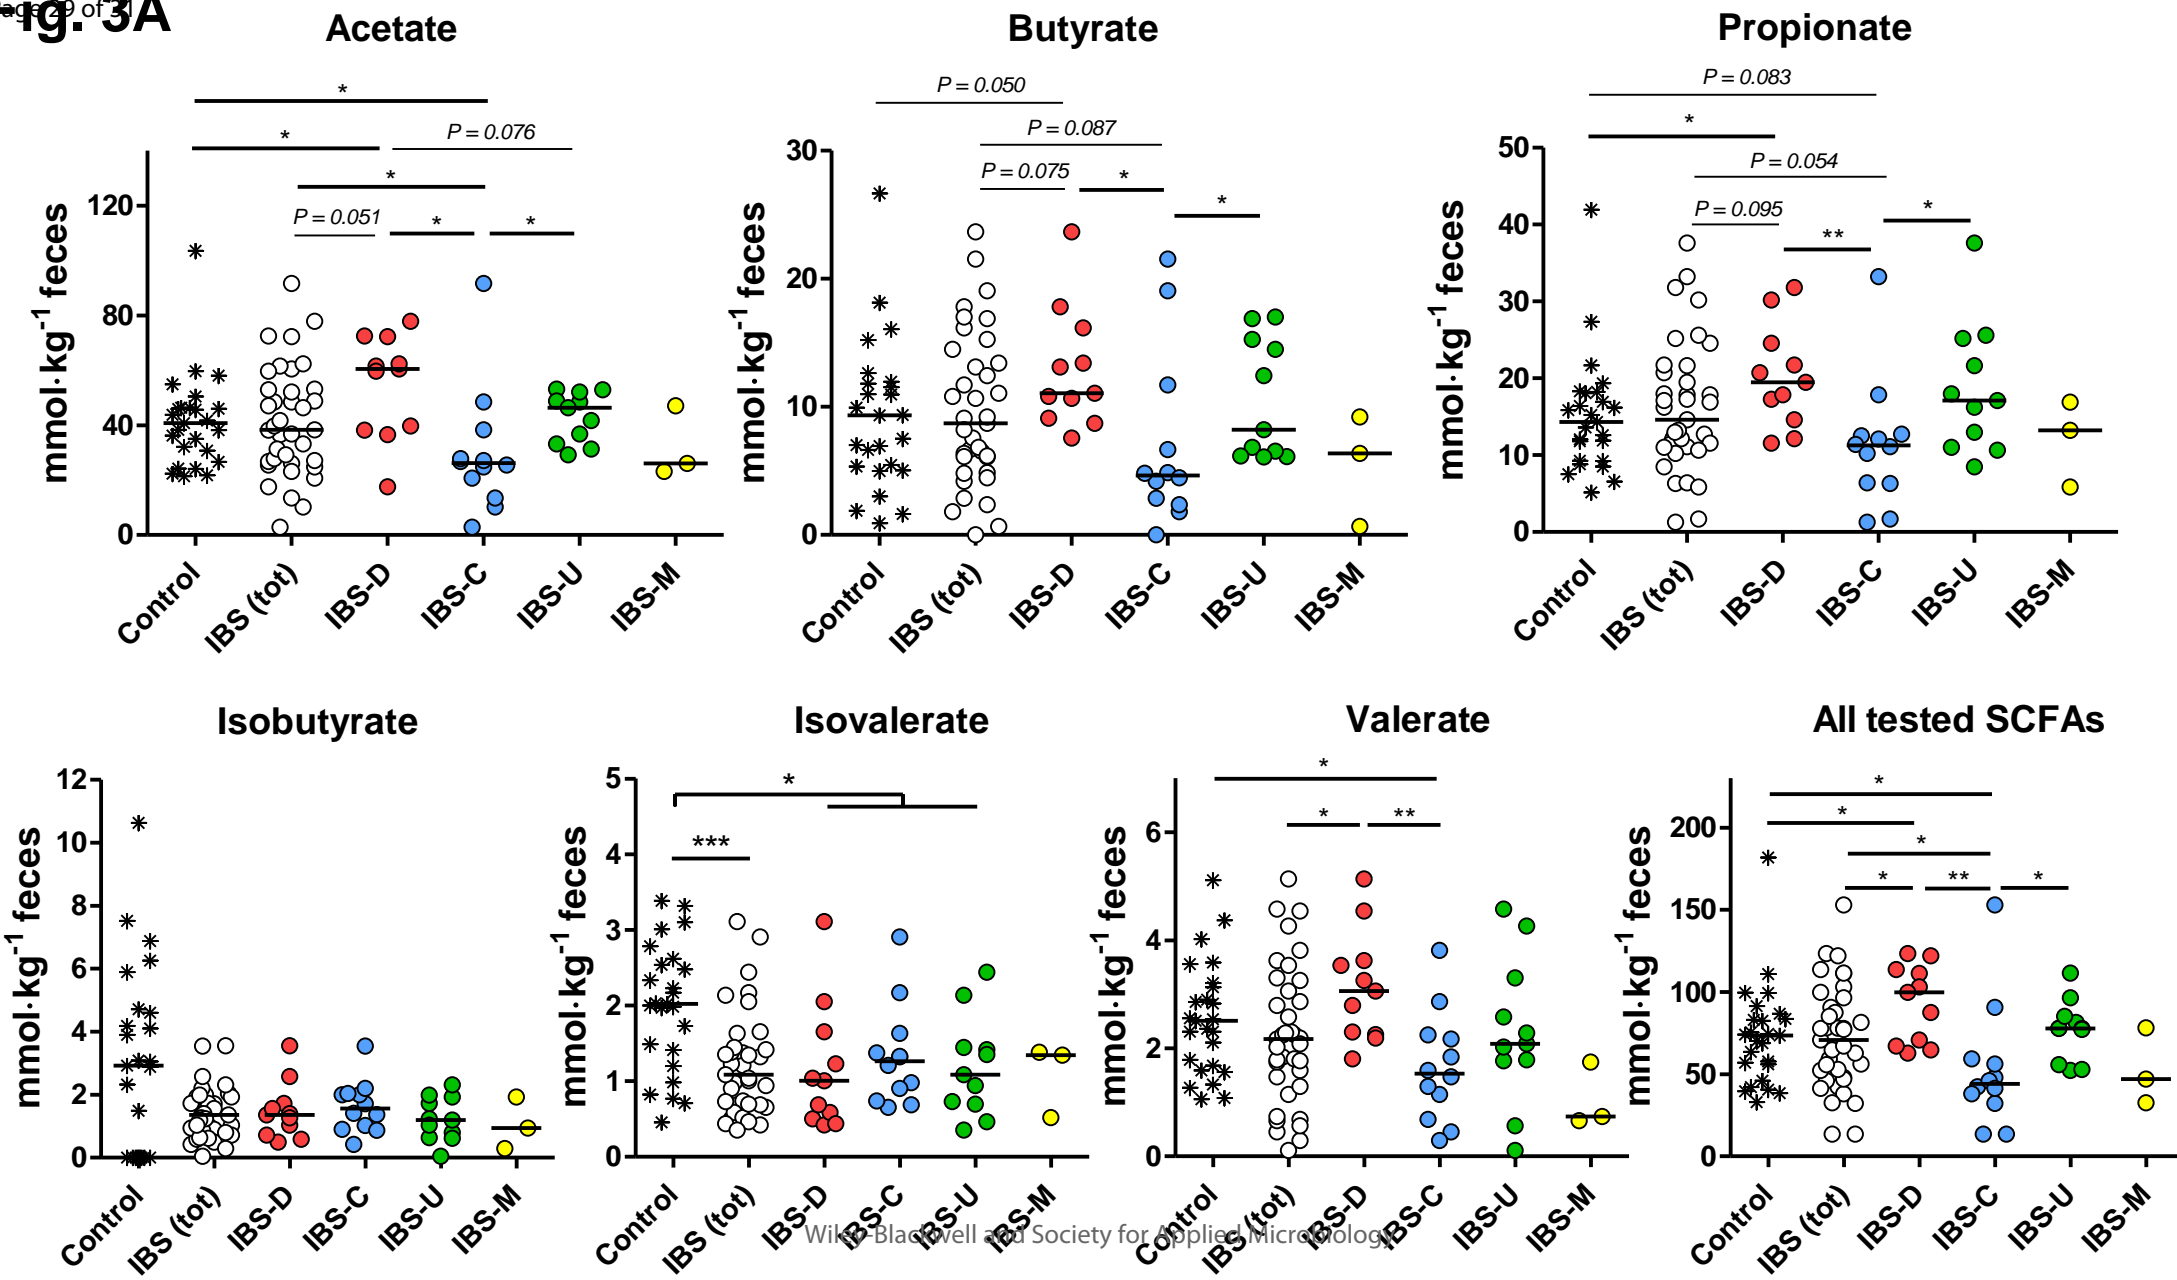 Page 29 of 31
Fig. 3A
Acetate
Butyrate
Propionate
*
*
P = 0.076
*
P = 0.051
*
*
mmol·kg-1 feces
120
80
40
0
Control
IBS (tot)
IBS-D
IBS-C
IBS-U
IBS-M
P = 0.050
P = 0.087
P = 0.075
*
*
mmol·kg-1 feces
30
20
10
0
Control
IBS (tot)
IBS-D
IBS-C
IBS-U
IBS-M
P = 0.083
*
P = 0.054
P = 0.095
**
*
mmol·kg-1 feces
50
40
30
20
10
0
Control
IBS (tot)
IBS-D
IBS-C
IBS-U
IBS-M
Isobutyrate
Isovalerate
Valerate
All tested SCFAs
mmol·kg-1 feces
12
10
8
6
4
2
0
Control
IBS (tot)
IBS-D
IBS-C
IBS-U
IBS-M
*
***
mmol·kg-1 feces
5
4
3
2
1
0
Control
IBS (tot)
IBS-D
IBS-C
IBS-U
IBS-M
*
*
**
mmol·kg-1 feces
6
4
2
0
Control
IBS (tot)
IBS-D
IBS-C
IBS-U
IBS-M
*
*
*
*
**
*
mmol·kg-1 feces
200
150
100
50
0
Control
IBS (tot)
IBS-D
IBS-C
IBS-U
IBS-M
Wiley-Blackwell and Society for Applied Microbiology